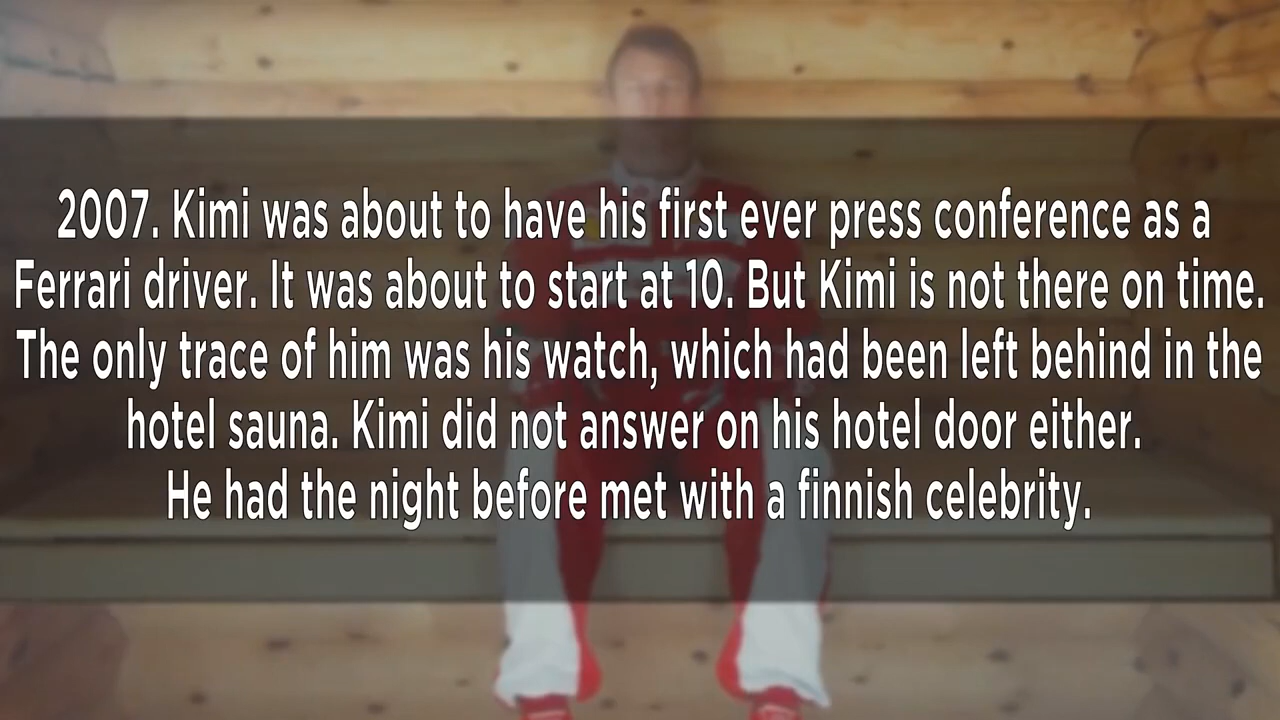 2007. Kimi was about to have his first ever press conference as a
Ferrari driver. It was about to start at 10. But Kimi is not there on time.
The only trace of him was his watch, which had been left behind in the
hotel sauna. Kimi did not answer on his hotel door either.
He had the night before met with a finnish celebrity.